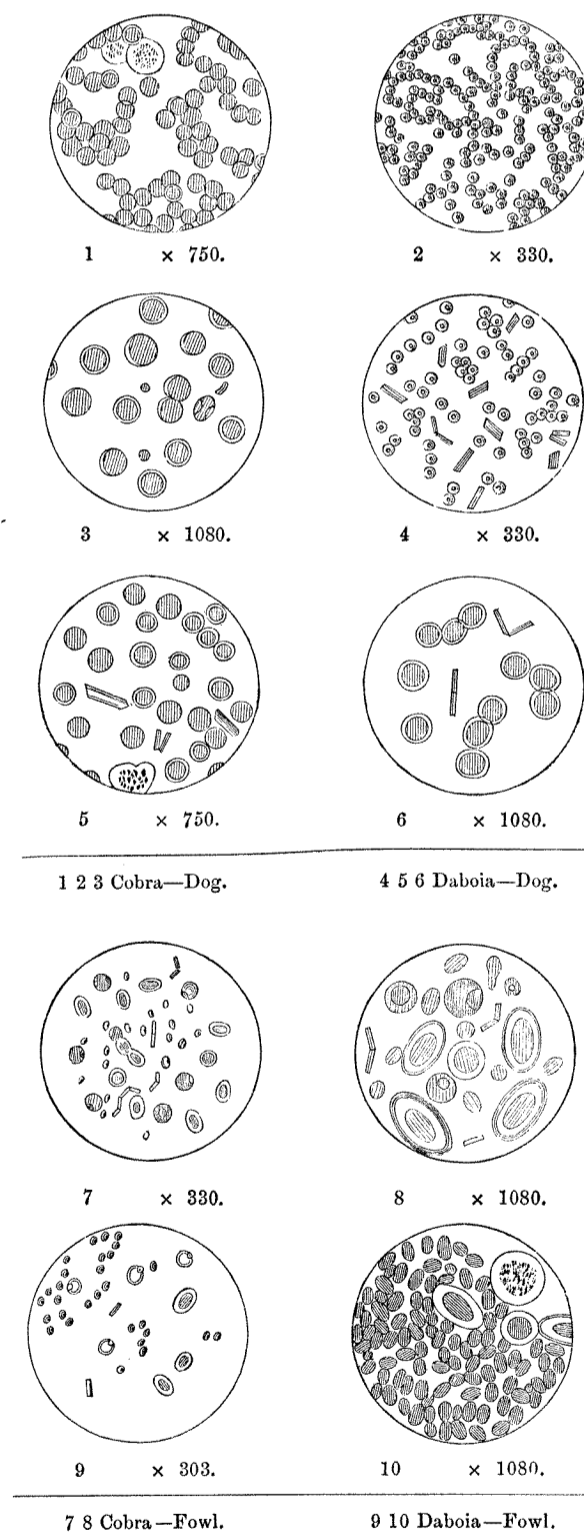 1 × 750.
2 × 330.
3 × 1080.
4 × 330.
5 × 750.
6 × 1080.
1 2 3 Cobra—Dog.
4 5 6 Daboia—Dog.
7 × 330.
8 × 1080.
9 × 303.
10 × 1080.
7 8 Cobra—Fowl.
9 10 Daboia—Fowl.